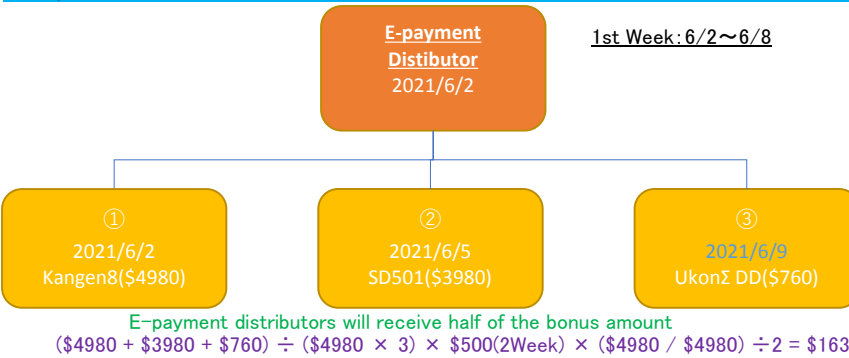 E-payment
Distibutor
2021/6/2
1st Week:6/2～6/8
①
2021/6/2
Kangen8($4980)
②
2021/6/5
SD501($3980)
③
2021/6/9
UkonΣ DD($760)
E-payment distributors will receive half of the bonus amount
($4980 + $3980 + $760) ÷ ($4980 × 3) × $500(2Week) × ($4980 / $4980) ÷2 = $163